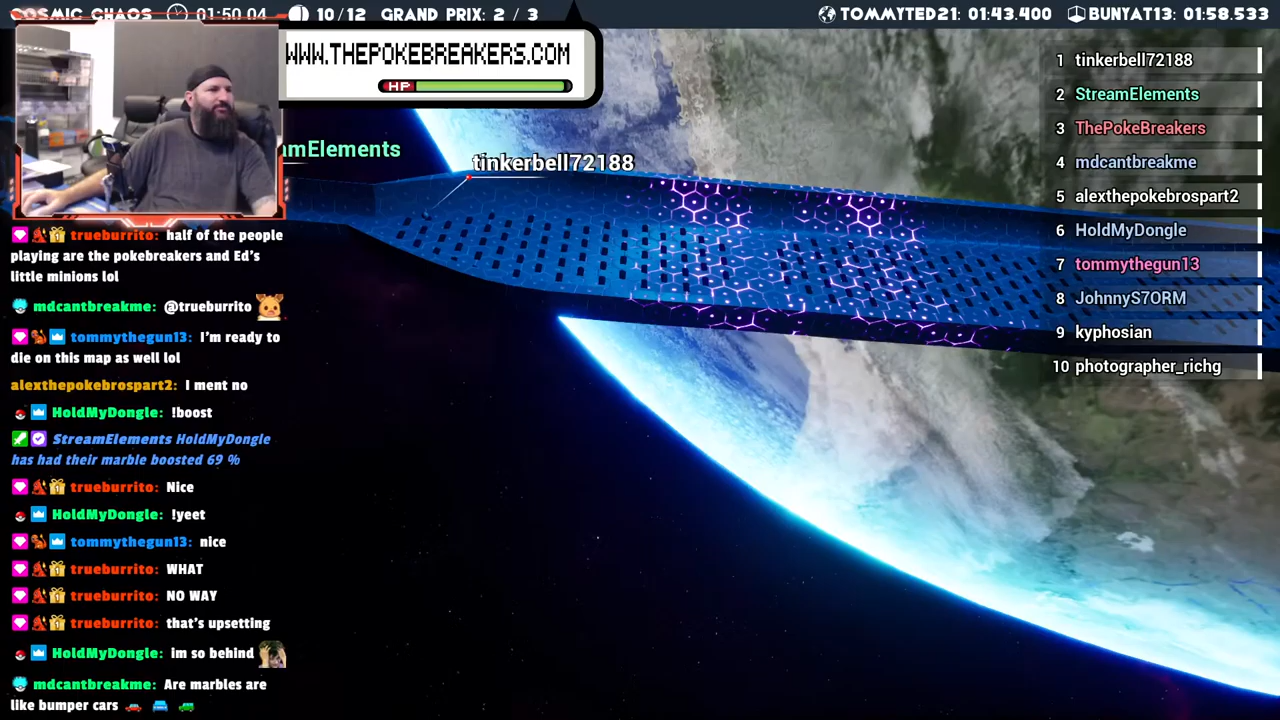 COSMIC CHAOS 01:50.04 10/12 GRAND PRIX: 2 / 3 TOMMYTED21: 01:43.400 BUNYAT13: 01:58.533
WWW.THEPOKEBREAKERS.COM
HP
amElements
tinkerbell72188
1 tinkerbell72188
2 StreamElements
3 ThePokeBreakers
4 mdcantbreakme
5 alexthepokebrospart2
6 HoldMyDongle
7 tommythegun13
8 JohnnyS7ORM
9 kyphosian
10 photographer_richg
trueburrito: half of the people
playing are the pokebreakers and Ed's
little minions lol
mdcantbreakme: @trueburrito
tommythegun13: I'm ready to
die on this map as well lol
alexthepokebrospart2: I ment no
HoldMyDongle: !boost
StreamElements HoldMyDongle
has had their marble boosted 69 %
trueburrito: Nice
HoldMyDongle: !yeet
tommythegun13: nice
trueburrito: WHAT
trueburrito: NO WAY
trueburrito: that's upsetting
HoldMyDongle: im so behind
mdcantbreakme: Are marbles are
like bumper cars